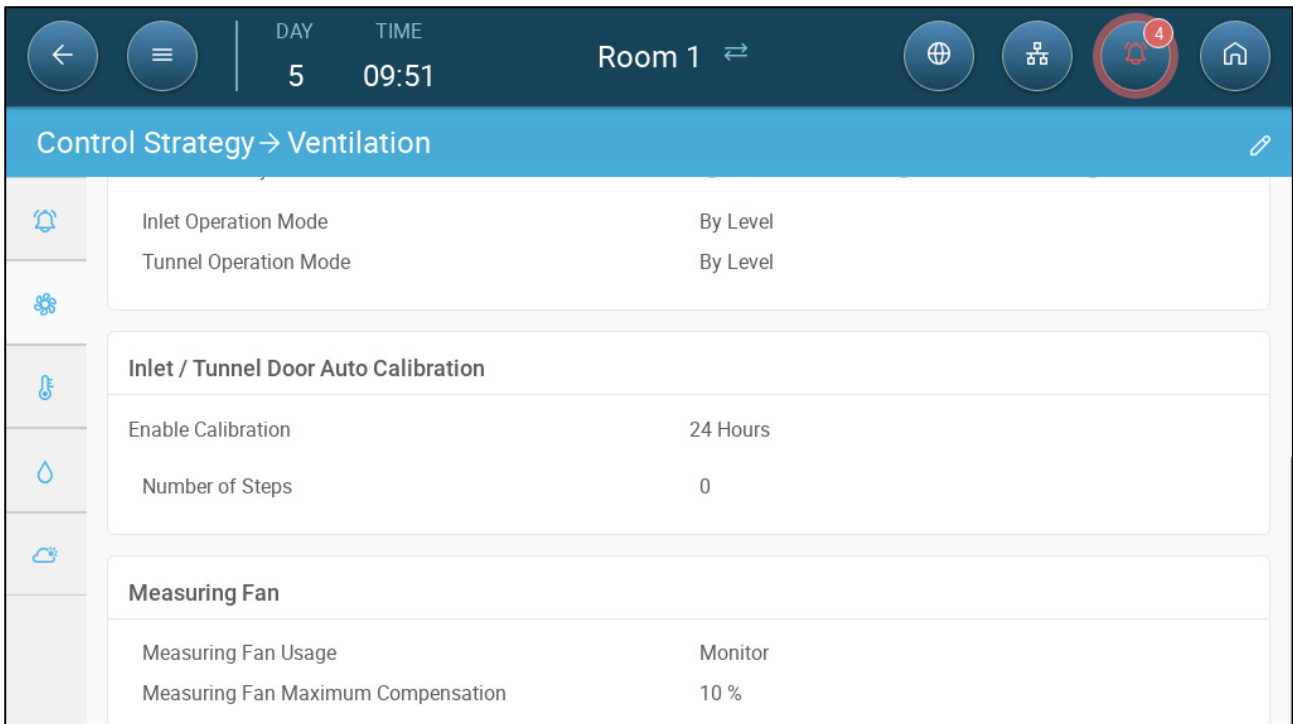 DAY TIME
5 09:51
Room 1
4
Control Strategy → Ventilation
Inlet Operation Mode By Level
Tunnel Operation Mode By Level
Inlet / Tunnel Door Auto Calibration
Enable Calibration 24 Hours
Number of Steps 0
Measuring Fan
Measuring Fan Usage Monitor
Measuring Fan Maximum Compensation 10 %